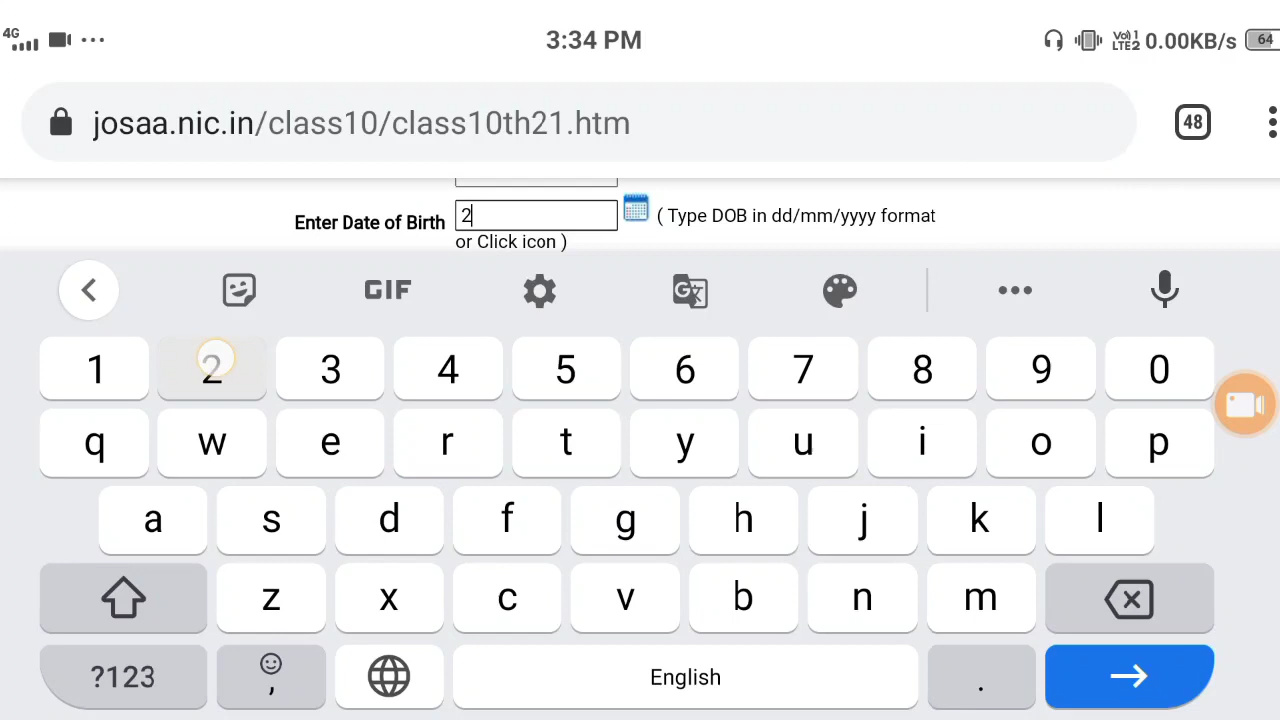 4G 3:34 PM Vo) 1 LTE2 0.00KB/s 64
josaa.nic.in/class10/class10th21.htm 48
Enter Date of Birth 2 ( Type DOB in dd/mm/yyyy format
or Click icon )
GIF
1 2 3 4 5 6 7 8 9 0
q w e r t y u i o p
a s d f g h j k l
z x c v b n m
?123 , English .